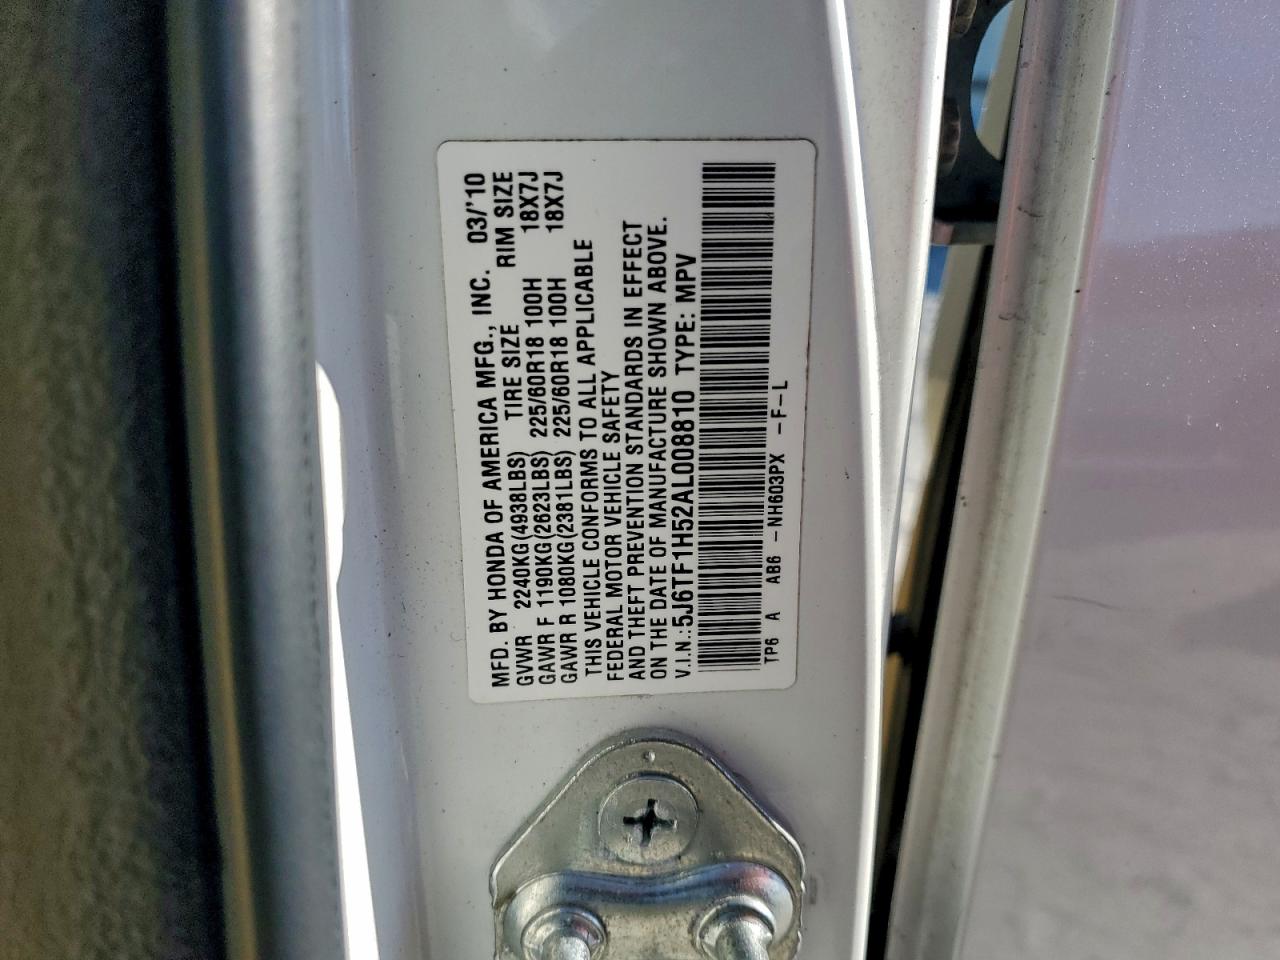 MFD. BY HONDA OF AMERICA MFG., INC. 03/'10
GVWR 2240KG(4938LBS) TIRE SIZE RIM SIZE
GAWR F 1190KG(2623LBS) 225/60R18 100H 18X7J
GAWR R 1080KG(2381LBS) 225/60R18 100H 18X7J
THIS VEHICLE CONFORMS TO ALL APPLICABLE
FEDERAL MOTOR VEHICLE SAFETY
AND THEFT PREVENTION STANDARDS IN EFFECT
ON THE DATE OF MANUFACTURE SHOWN ABOVE.
V.I.N.:5J6TF1H52AL008810 TYPE: MPV
TP6 A AB6 -NH603PX -F-L